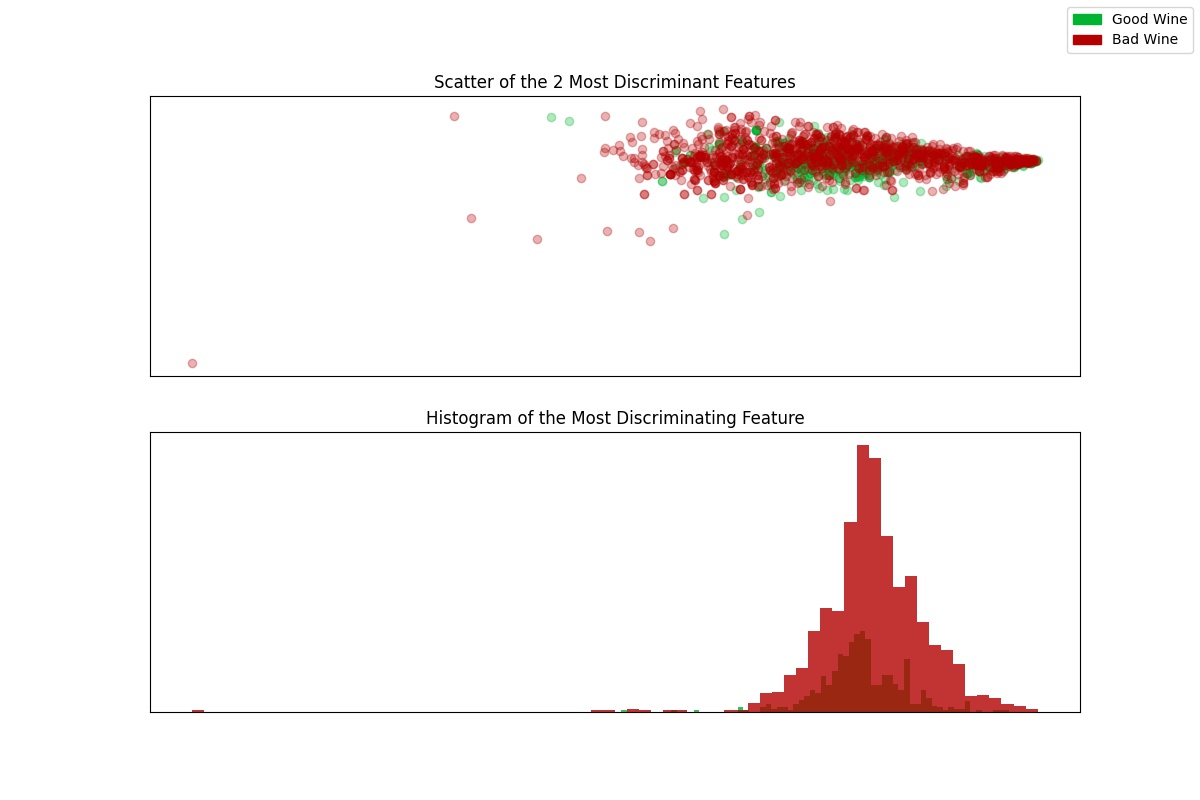 Good Wine
Bad Wine
Scatter of the 2 Most Discriminant Features
Histogram of the Most Discriminating Feature